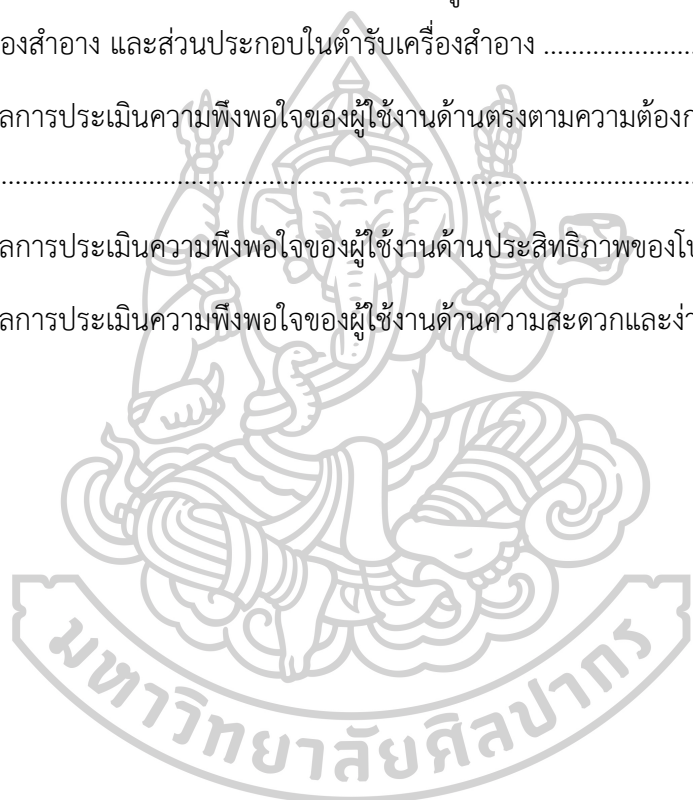 องสำอาง และส่วนประกอบในตำรับเครื่องสำอาง ......................
ลการประเมินความพึงพอใจของผู้ใช้งานด้านตรงตามความต้องก
................................................................................................
ลการประเมินความพึงพอใจของผู้ใช้งานด้านประสิทธิภาพของโ
ลการประเมินความพึงพอใจของผู้ใช้งานด้านความสะดวกและง่
มหาวิทยาลัยศิลปากร